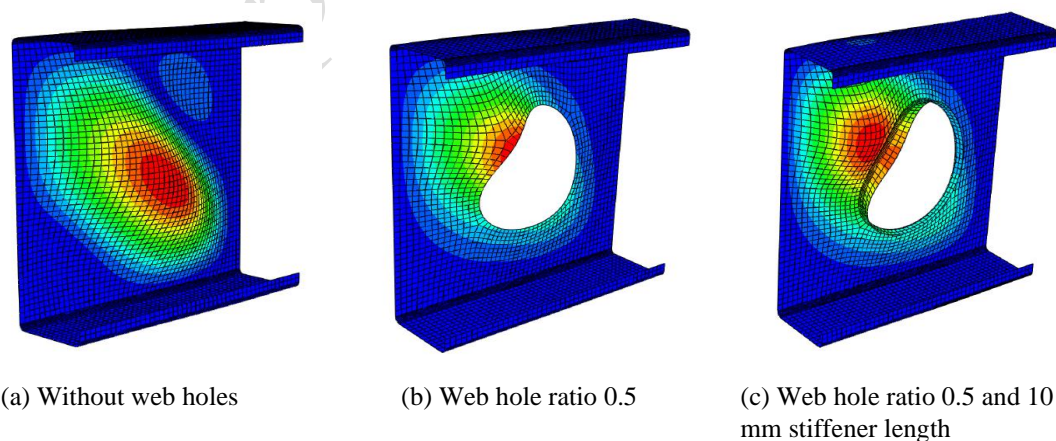 (a) Without web holes
(b) Web hole ratio 0.5
(c) Web hole ratio 0.5 and 10
mm stiffener length